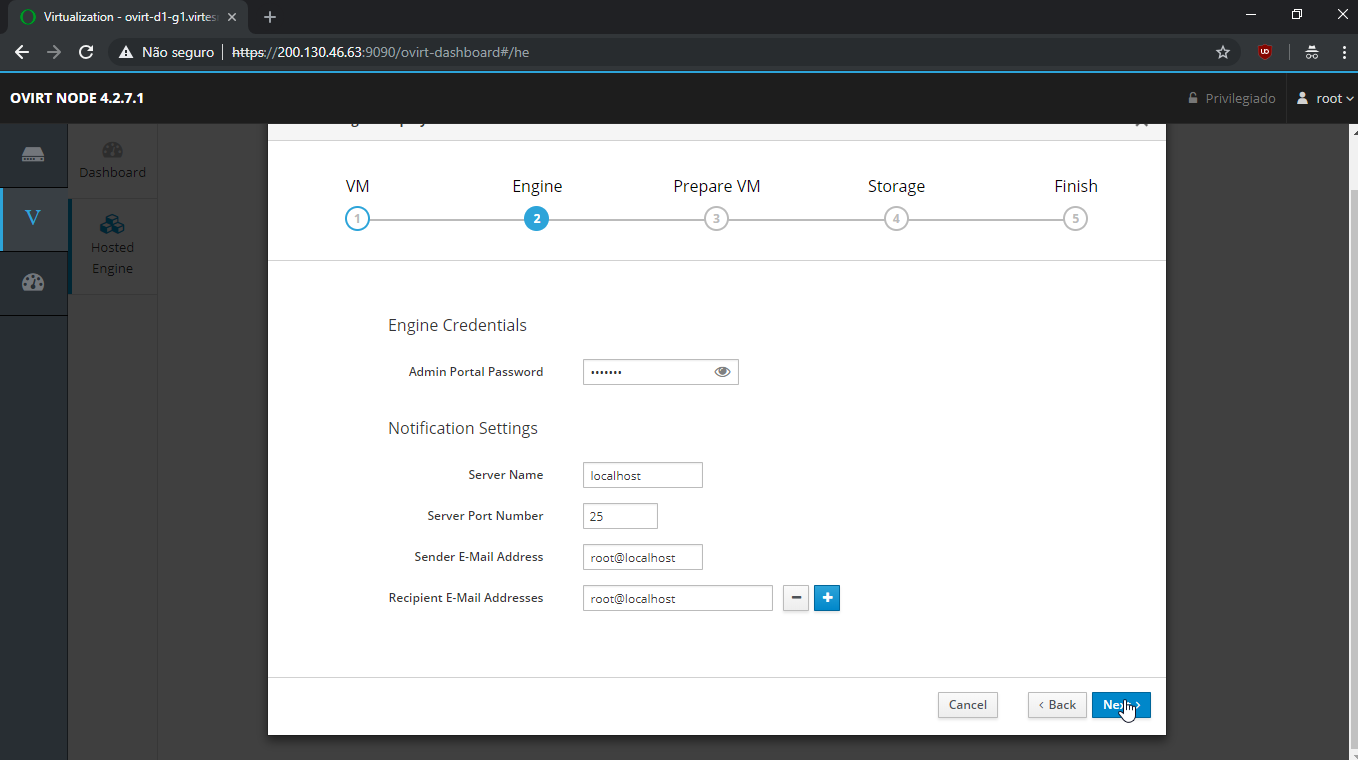 Virtualization - ovirt-d1-g1.virtes
Não seguro
https://200.130.46.63:9090/ovirt-dashboard#/he
OVIRT NODE 4.2.7.1
Privilegiado
root
Dashboard
V
Hosted
Engine
VM
Engine
Prepare VM
Storage
Finish
1
2
3
4
5
Engine Credentials
Admin Portal Password
•••••••
Notification Settings
Server Name
localhost
Server Port Number
25
Sender E-Mail Address
root@localhost
Recipient E-Mail Addresses
root@localhost
Cancel
‹ Back